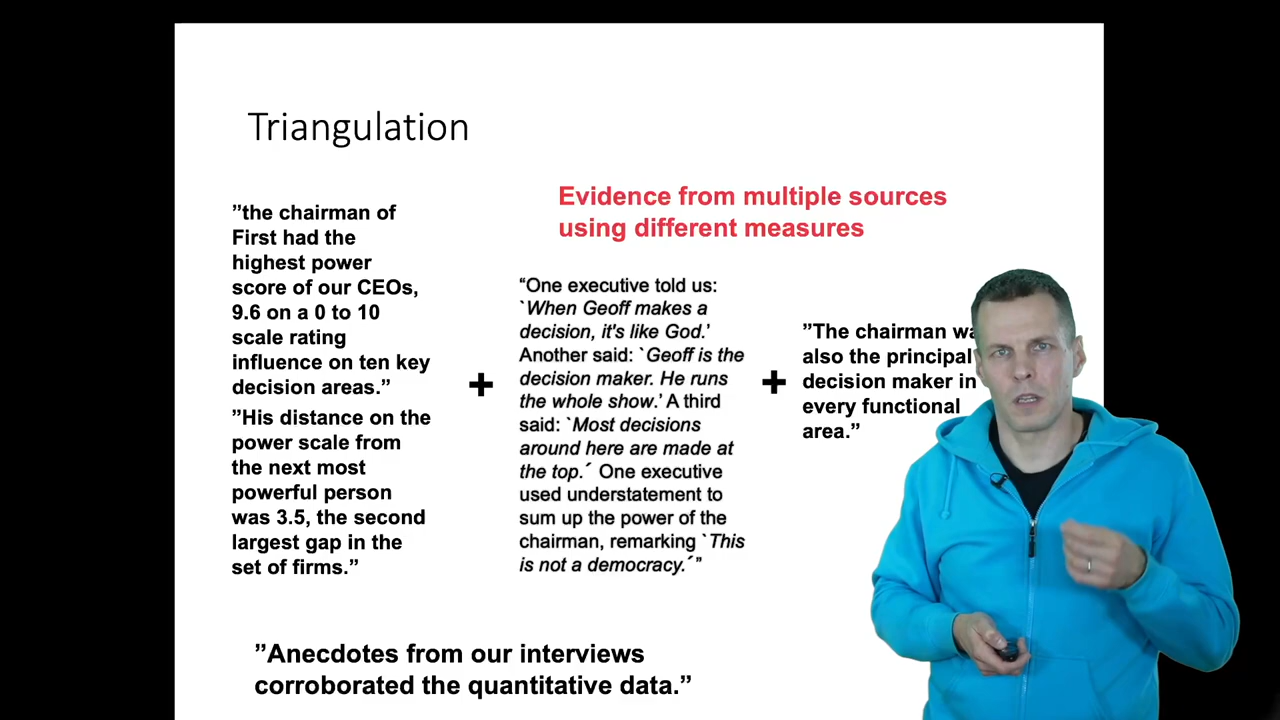 Triangulation
Evidence from multiple sources
using different measures
”the chairman of
First had the
highest power
score of our CEOs,
9.6 on a 0 to 10
scale rating
influence on ten key
decision areas.”
”His distance on the
power scale from
the next most
powerful person
was 3.5, the second
largest gap in the
set of firms.”
+
“One executive told us:
`When Geoff makes a
decision, it's like God.’
Another said: `Geoff is the
decision maker. He runs
the whole show.’ A third
said: `Most decisions
around here are made at
the top.´ One executive
used understatement to
sum up the power of the
chairman, remarking `This
is not a democracy.´”
+
”The chairman
also the principal
decision maker in
every functional
area.”
”Anecdotes from our interviews
corroborated the quantitative data.”